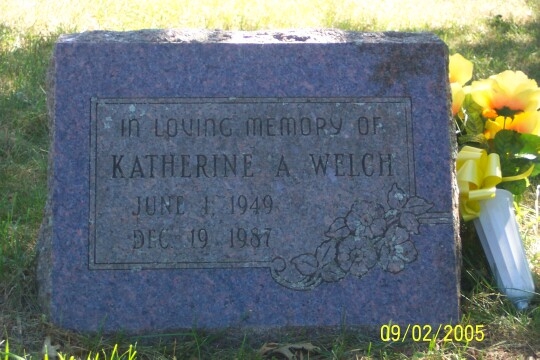 IN LOVING MEMORY OF
KATHERINE A WELCH
JUNE 1 1949
DEC 19 1987
09/02/2005